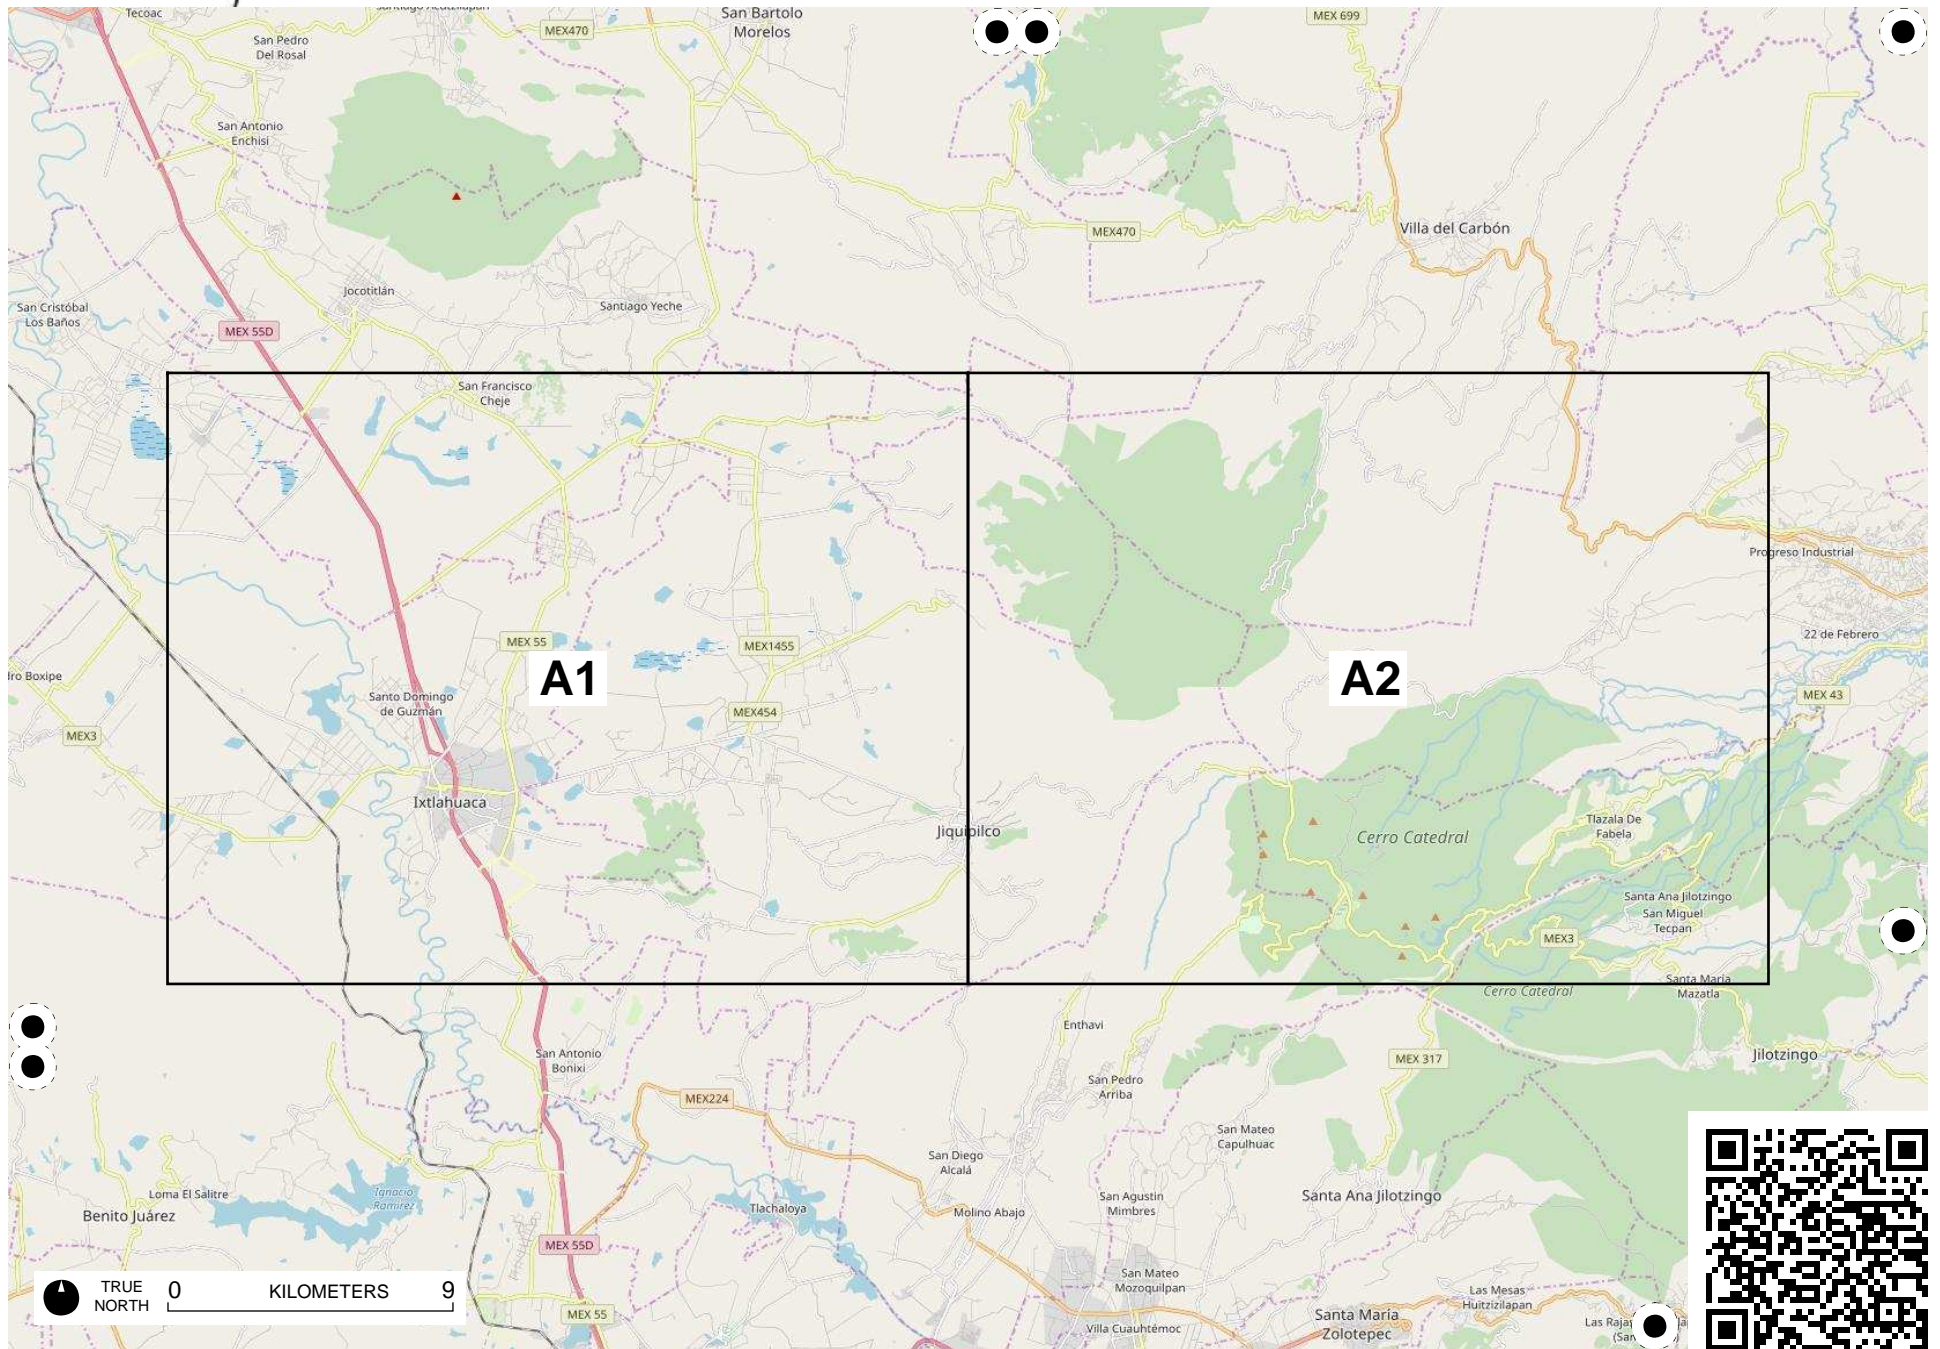 Tecoac
San Bartolo
Morelos
MEX 699
San Pedro
Del Rosal
MEX470
San Antonio
Enchisi
MEX470
Villa del Carbón
Jocotitlán
Santiago Yeche
San Cristóbal
Los Baños
MEX 55D
San Francisco
Cheje
Progreso Industrial
MEX 55
MEX1455
22 de Febrero
A1
A2
Santo Domingo
de Guzmán
MEX454
MEX 43
MEX3
Ixtlahuaca
Jiquipilco
Cerro Catedral
Tlazala De
Fabela
Santa Ana Jilotzingo
San Miguel
Tecpan
MEX3
Santa María
Mazatla
Cerro Catedral
Enthavi
San Antonio
Bonixi
MEX 317
Jilotzingo
San Pedro
Arriba
MEX224
San Mateo
Capulhuac
San Diego
Alcalá
Loma El Salitre
Ignacio
Ramírez
San Agustin
Mimbres
Santa Ana Jilotzingo
Benito Juárez
Tlachaloya
Molino Abajo
MEX 55D
San Mateo
Mozoquilpan
TRUE
NORTH
0
KILOMETERS
9
MEX 55
Las Mesas
Huitzizilapan
Santa María
Zolotepec
Villa Cuauhtémoc